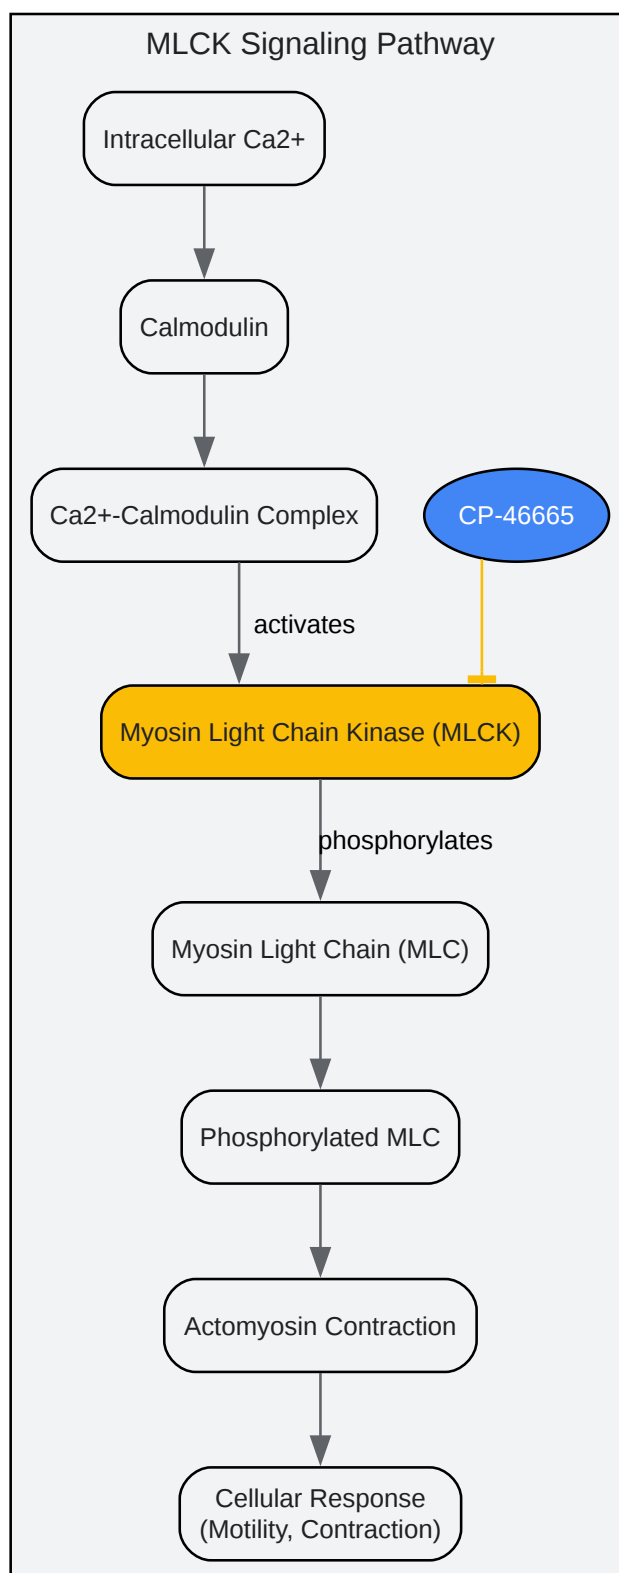 MLCK Signaling Pathway
Intracellular Ca2+
Calmodulin
Ca2+-Calmodulin Complex
CP-46665
activates
Myosin Light Chain Kinase (MLCK)
phosphorylates
Myosin Light Chain (MLC)
Phosphorylated MLC
Actomyosin Contraction
Cellular Response
(Motility, Contraction)